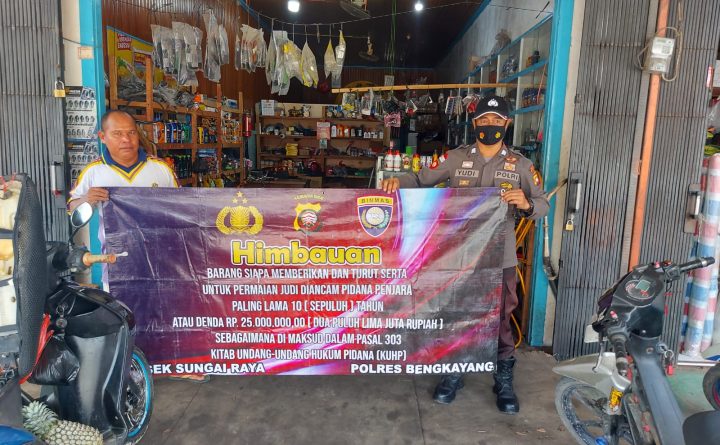 YUDI
POLRI
BINMAS
Himbauan
BARANG SIAPA MEMBERIKAN DAN TURUT SERTA
UNTUK PERMAIAN JUDI DIANCAM PIDANA PENJARA
PALING LAMA 10 [ SEPULUH ] TAHUN
ATAU DENDA RP. 25.000.000,00 [ DUA PULUH LIMA JUTA RUPIAH ]
SEBAGAIMANA DI MAKSUD DALAM PASAL 303
KITAB UNDANG-UNDANG HUKUM PIDANA (KUHP)
SEK SUNGAI RAYA POLRES BENGKAYANG